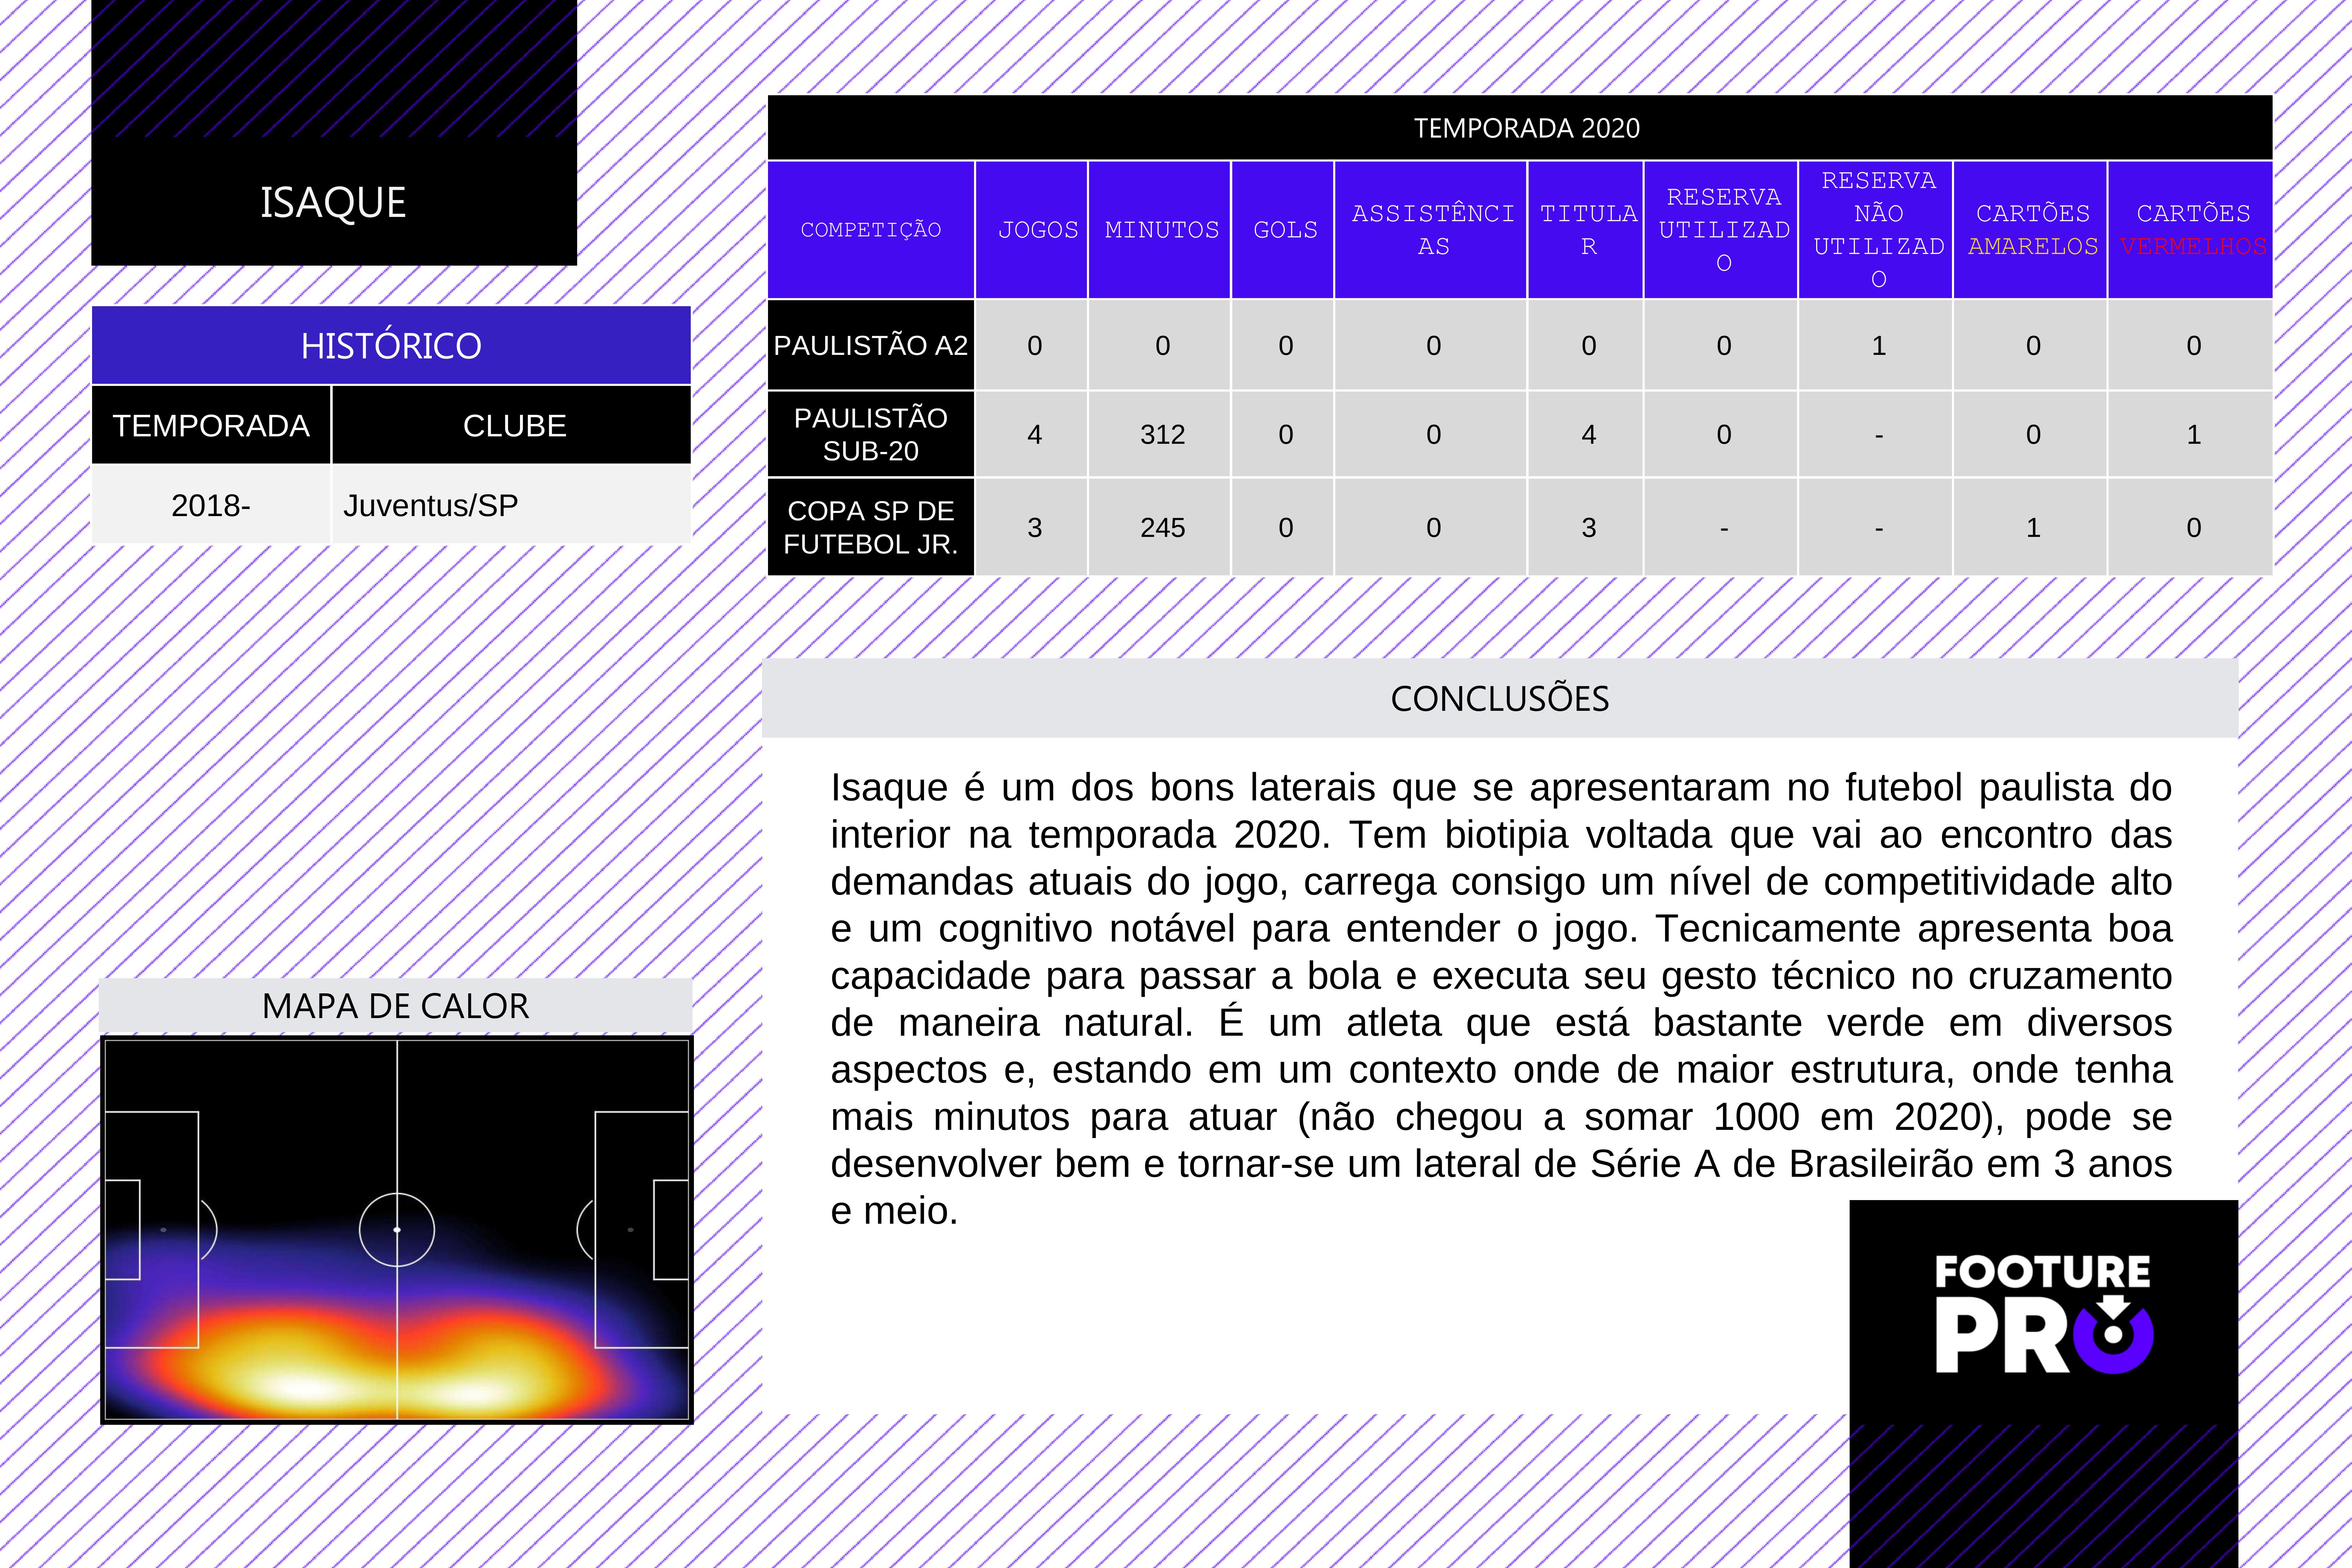 ISAQUE
HISTÓRICO
TEMPORADA CLUBE
2018- Juventus/SP
TEMPORADA 2020
COMPETIÇÃO JOGOS MINUTOS GOLS ASSISTÊNCIAS TITULAR RESERVA UTILIZADO RESERVA NÃO UTILIZADO CARTÕES AMARELOS CARTÕES VERMELHOS
PAULISTÃO A2 0 0 0 0 0 0 1 0 0
PAULISTÃO SUB-20 4 312 0 0 4 0 - 0 1
COPA SP DE FUTEBOL JR. 3 245 0 0 3 - - 1 0
MAPA DE CALOR
CONCLUSÕES
Isaque é um dos bons laterais que se apresentaram no futebol paulista do
interior na temporada 2020. Tem biotipia voltada que vai ao encontro das
demandas atuais do jogo, carrega consigo um nível de competitividade alto
e um cognitivo notável para entender o jogo. Tecnicamente apresenta boa
capacidade para passar a bola e executa seu gesto técnico no cruzamento
de maneira natural. É um atleta que está bastante verde em diversos
aspectos e, estando em um contexto onde de maior estrutura, onde tenha
mais minutos para atuar (não chegou a somar 1000 em 2020), pode se
desenvolver bem e tornar-se um lateral de Série A de Brasileirão em 3 anos
e meio.
FOOTURE
PRO